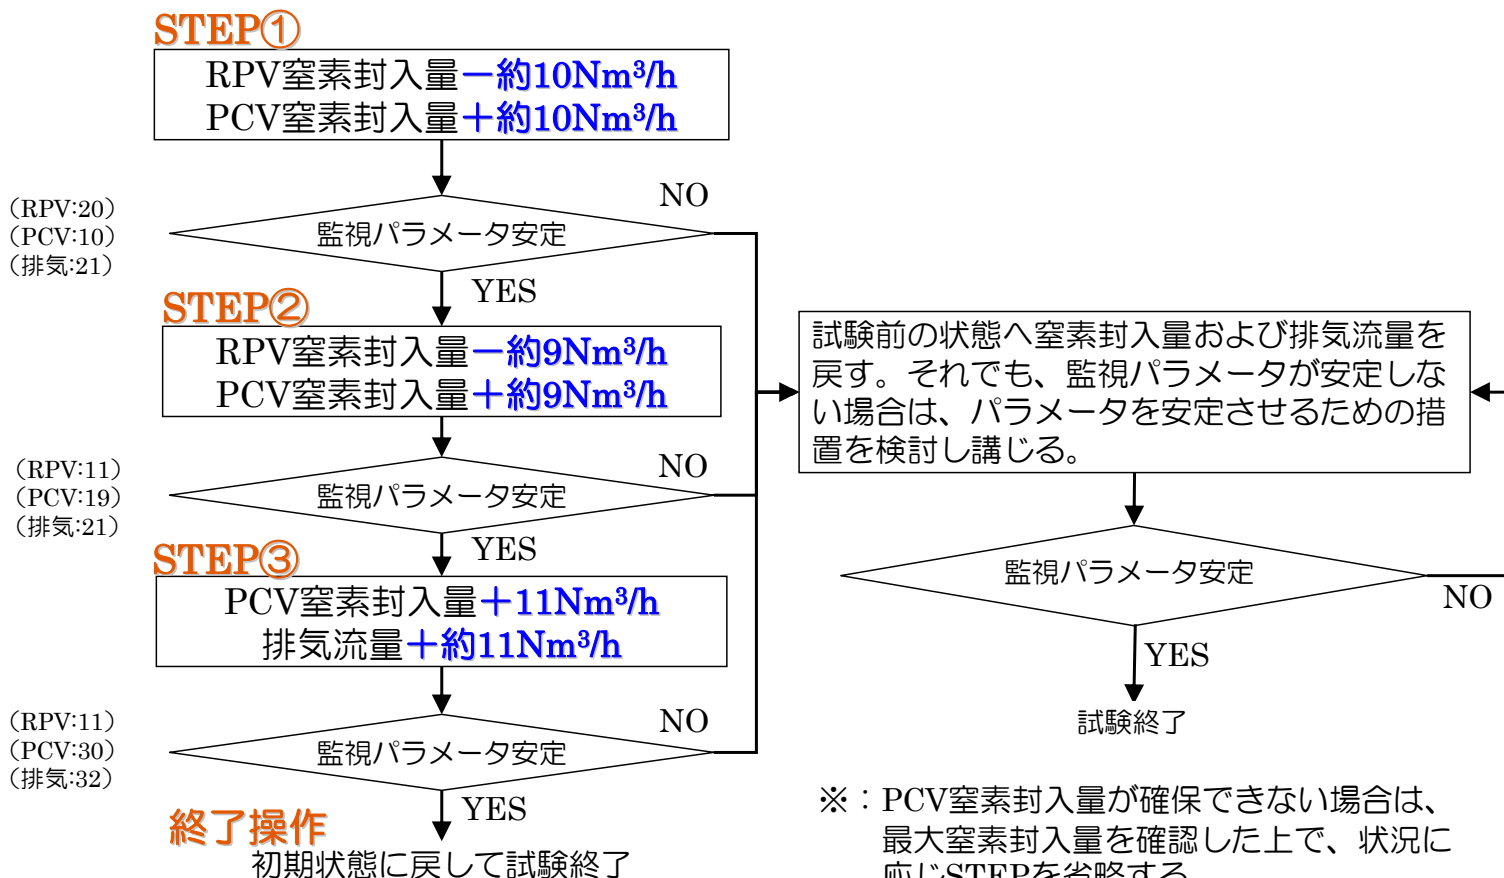 STEP①
RPV窒素封入量－約10Nm³/h
PCV窒素封入量＋約10Nm³/h
NO
（RPV:20）
（PCV:10）
（排気:21）
監視パラメータ安定
YES
STEP②
RPV窒素封入量－約9Nm³/h
PCV窒素封入量＋約9Nm³/h
NO
（RPV:11）
（PCV:19）
（排気:21）
監視パラメータ安定
YES
STEP③
PCV窒素封入量＋11Nm³/h
排気流量＋約11Nm³/h
NO
（RPV:11）
（PCV:30）
（排気:32）
監視パラメータ安定
YES
終了操作
初期状態に戻して試験終了
試験前の状態へ窒素封入量および排気流量を
戻す。それでも、監視パラメータが安定しな
い場合は、パラメータを安定させるための措
置を検討し講じる。
監視パラメータ安定
NO
YES
試験終了
※：PCV窒素封入量が確保できない場合は、
最大窒素封入量を確認した上で、状況に
応じSTEPを省略する